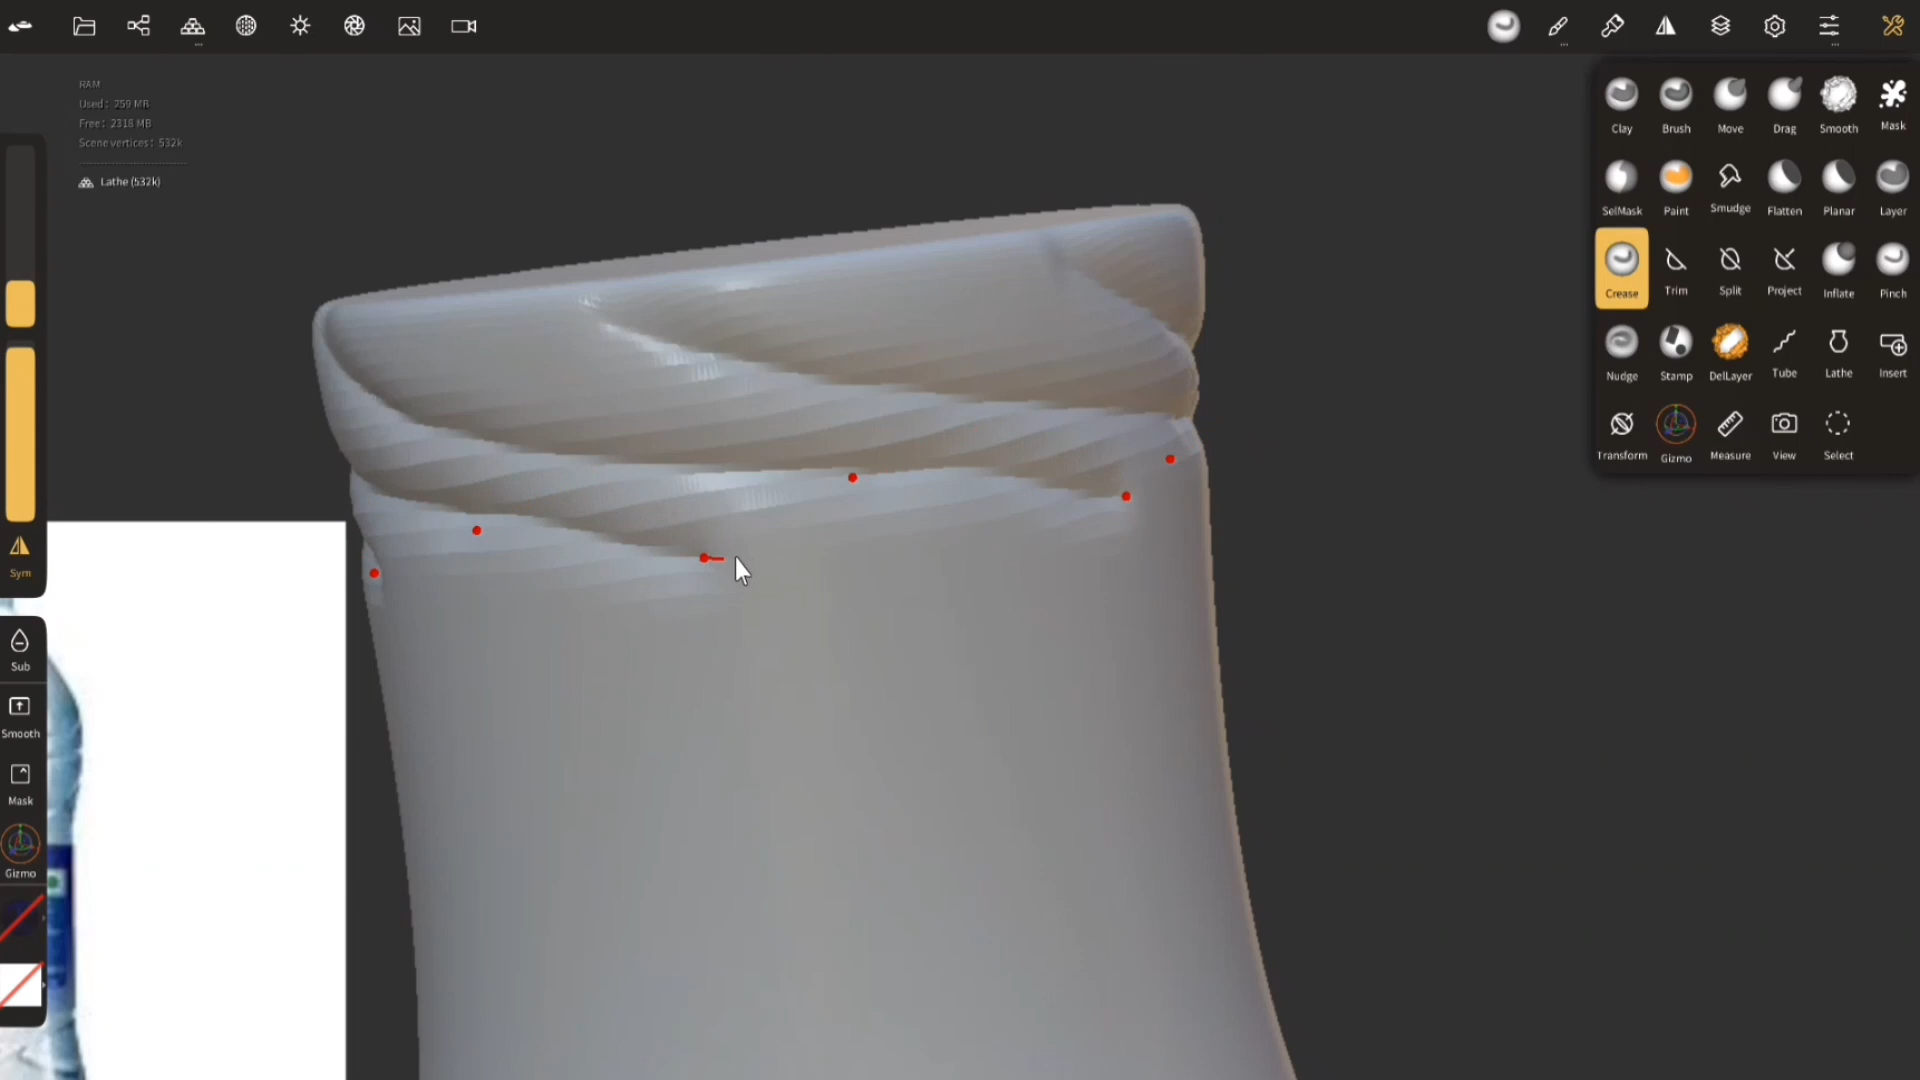 RAM
Used: 259 MB
Free: 2318 MB
Scene vertices: 532k
Lathe (532k)
Clay
Brush
Move
Drag
Smooth
Mask
SelMask
Paint
Smudge
Flatten
Planar
Layer
Crease
Trim
Split
Project
Inflate
Pinch
Nudge
Stamp
DelLayer
Tube
Lathe
Insert
Transform
Gizmo
Measure
View
Select
Sym
Sub
Smooth
Mask
Gizmo